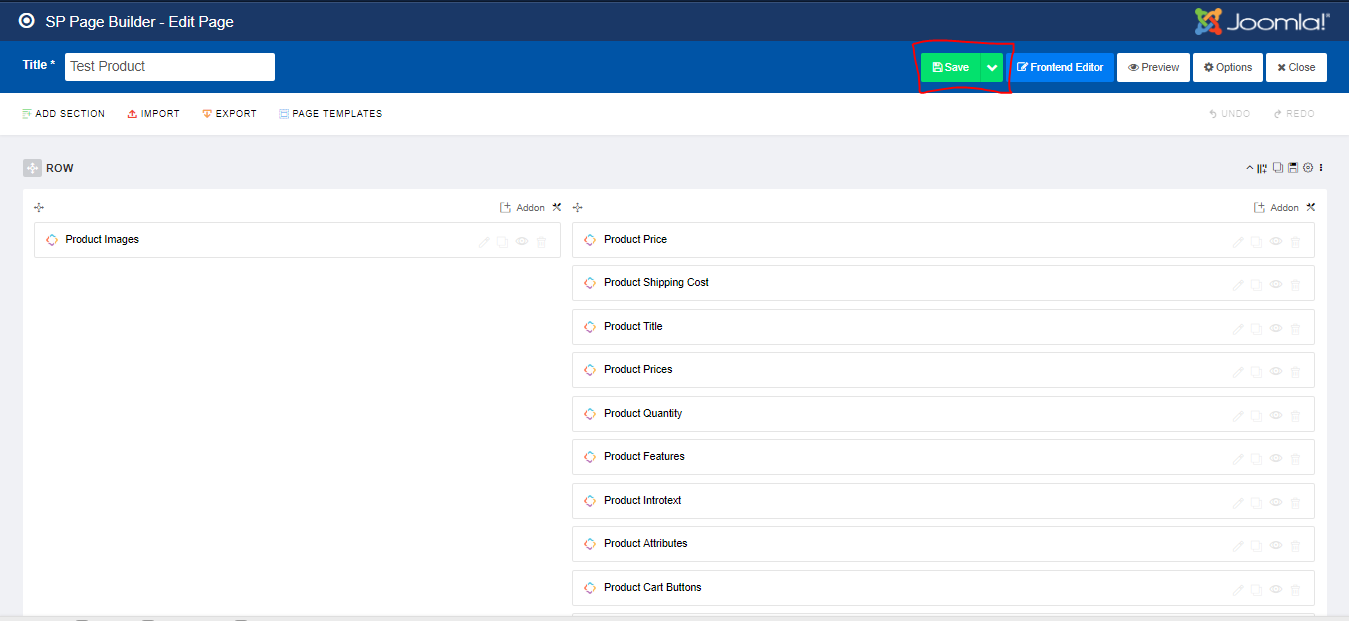 SP Page Builder - Edit Page
Joomla!®
Title *
Test Product
Save
Frontend Editor
Preview
Options
Close
ADD SECTION
IMPORT
EXPORT
PAGE TEMPLATES
UNDO
REDO
ROW
Addon
Addon
Product Images
Product Price
Product Shipping Cost
Product Title
Product Prices
Product Quantity
Product Features
Product Introtext
Product Attributes
Product Cart Buttons